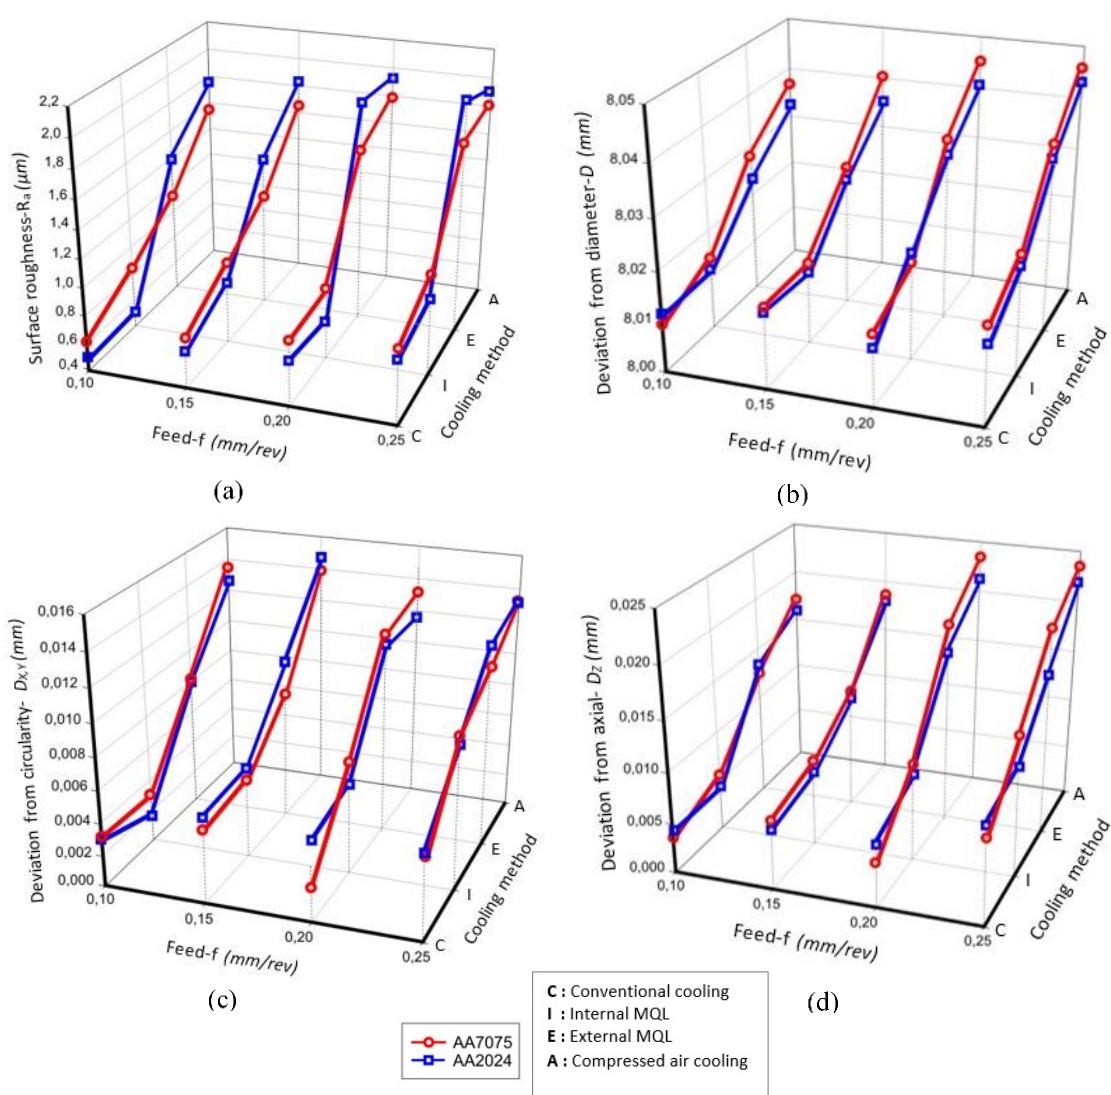 2,2
2,0
1,8
1,6
1,4
1,2
1,0
0,8
0,6
0,4
Surface roughness-Ra (μm)
0,10
0,15
0,20
0,25
Feed-f (mm/rev)
C
I
E
A
Cooling method
(a)
8,05
8,04
8,03
8,02
8,01
8,00
Deviation from diameter-D (mm)
0,10
0,15
0,20
0,25
Feed-f (mm/rev)
C
I
E
A
Cooling method
(b)
0,016
0,014
0,012
0,010
0,008
0,006
0,004
0,002
0,000
Deviation from circularity- DX,Y (mm)
0,10
0,15
0,20
0,25
Feed-f (mm/rev)
C
I
E
A
Cooling method
(c)
0,025
0,020
0,015
0,010
0,005
0,000
Deviation from axial- DZ (mm)
0,10
0,15
0,20
0,25
Feed-f (mm/rev)
C
I
E
A
Cooling method
(d)
AA7075
AA2024
C : Conventional cooling
I : Internal MQL
E : External MQL
A : Compressed air cooling